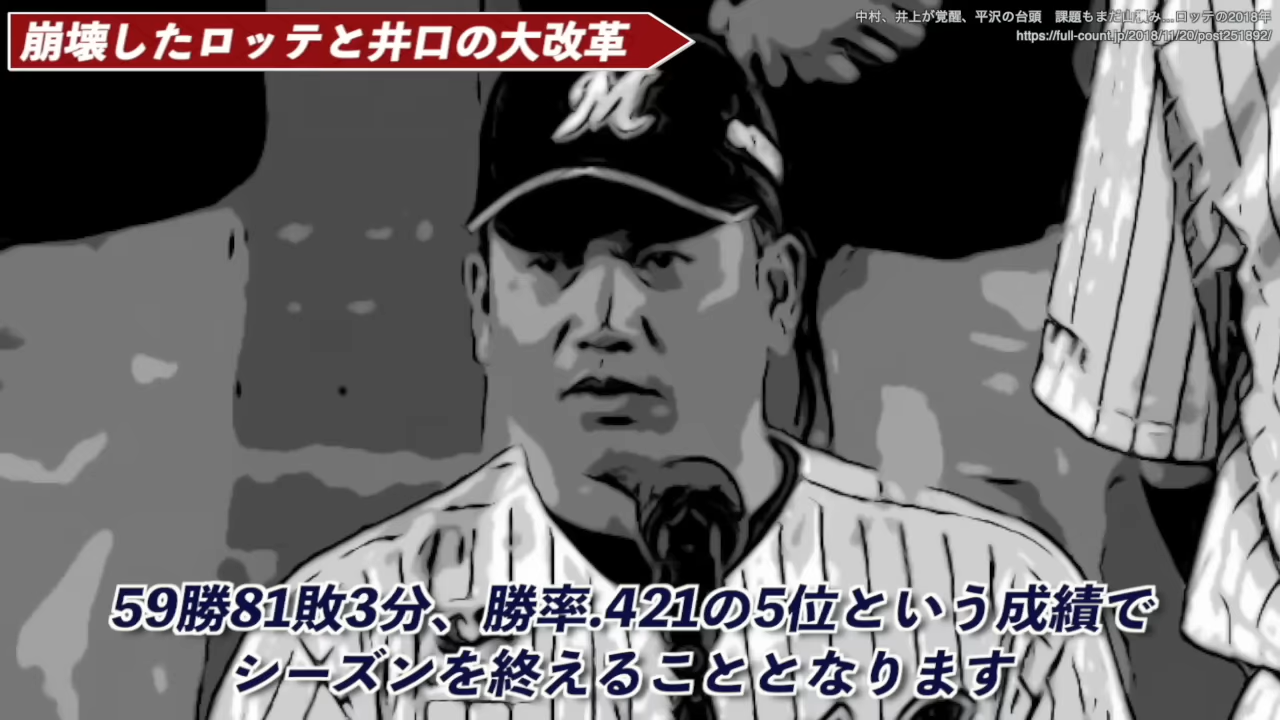 崩壊したロッテと井口の大改革
中村、井上が覚醒、平沢の台頭　課題もまだ山積み…ロッテの2018年
https://full-count.jp/2018/11/20/post251892/
M
59勝81敗3分、勝率.421の5位という成績で
シーズンを終えることとなります